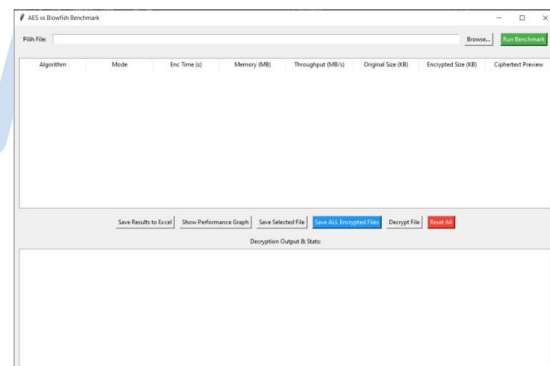 AES vs Blowfish Benchmark
Pilih File: Browse... Run Benchmark
Algorithm Mode Enc Time (s) Memory (MB) Throughput (MB/s) Original Size (KB) Encrypted Size (KB) Ciphertext Preview
Save Results to Excel Show Performance Graph Save Selected File Save ALL Encrypted Files Decrypt File Reset All
Decryption Output & Stats: